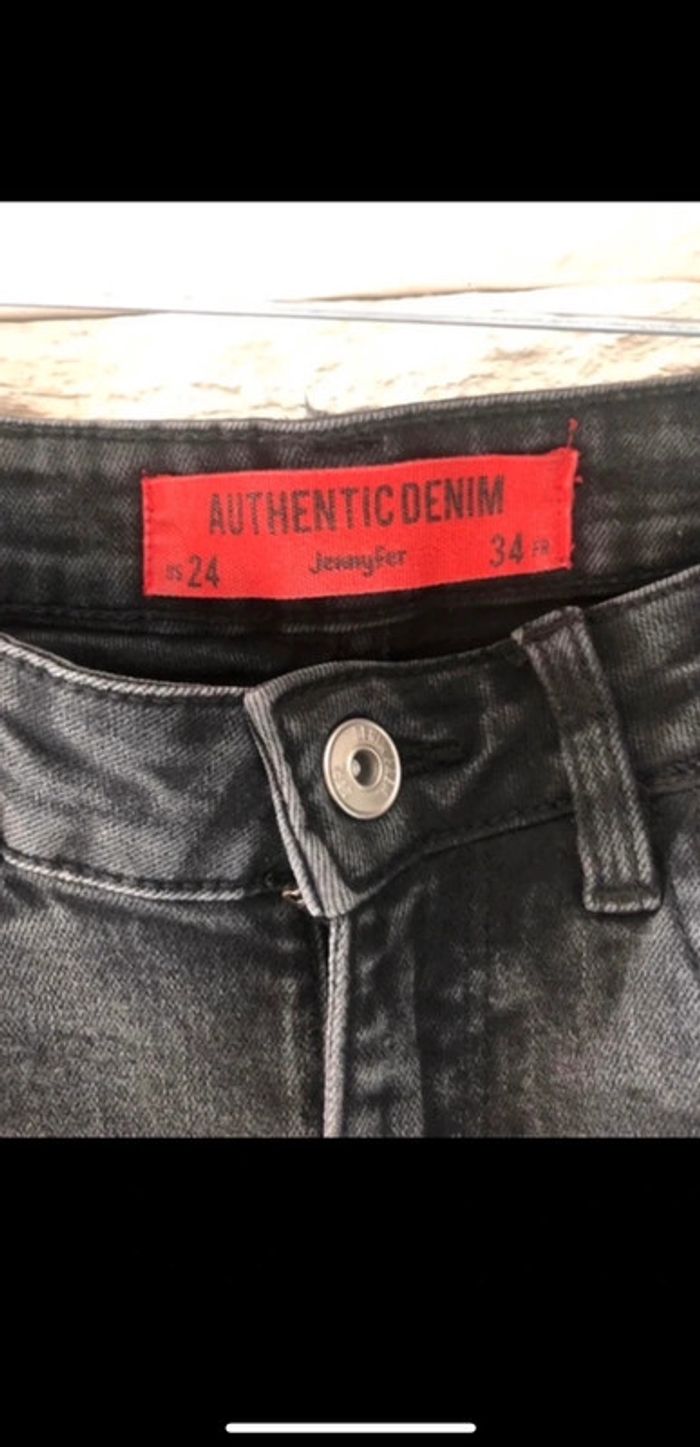 AUTHENTIC DENIM
US 24 Jennyfer 34 FR